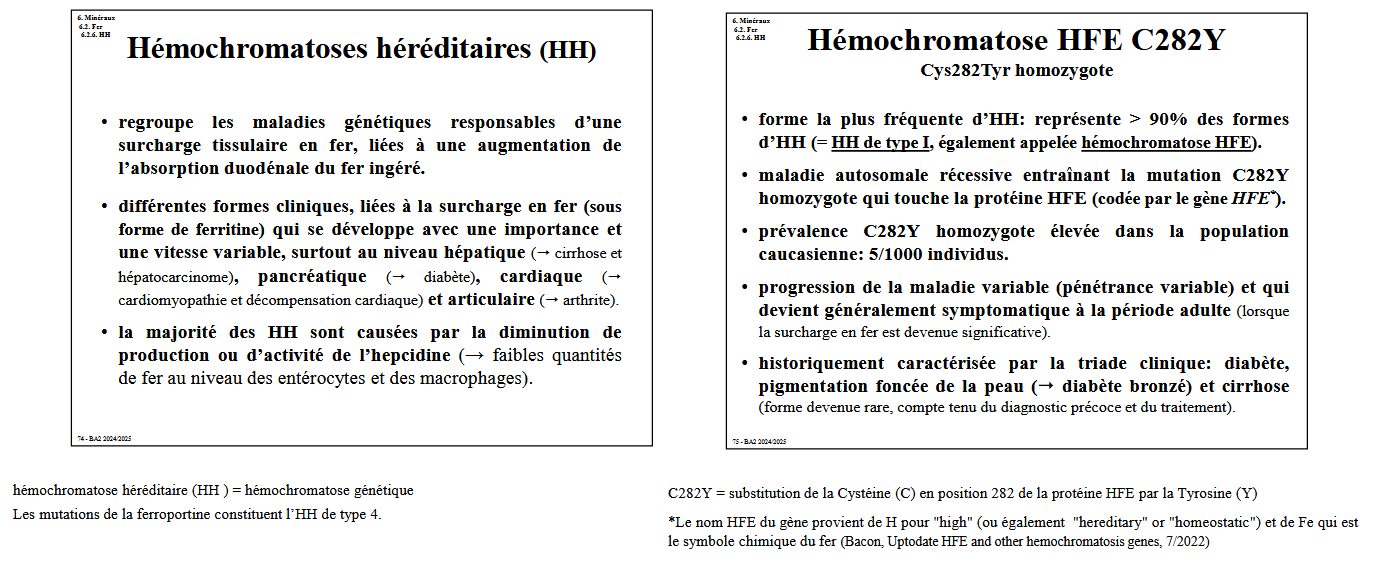 6. Minéraux
6.2. Fer
6.2.6. HH
Hémochromatoses héréditaires (HH)
• regroupe les maladies génétiques responsables d’une
surcharge tissulaire en fer, liées à une augmentation de
l’absorption duodénale du fer ingéré.
• différentes formes cliniques, liées à la surcharge en fer (sous
forme de ferritine) qui se développe avec une importance et
une vitesse variable, surtout au niveau hépatique (→ cirrhose et
hépatocarcinome), pancréatique (→ diabète), cardiaque (→
cardiomyopathie et décompensation cardiaque) et articulaire (→ arthrite).
• la majorité des HH sont causées par la diminution de
production ou d’activité de l’hepcidine (→ faibles quantités
de fer au niveau des entérocytes et des macrophages).
74 - BA2 2024/2025
hémochromatose héréditaire (HH ) = hémochromatose génétique
Les mutations de la ferroportine constituent l’HH de type 4.
6. Minéraux
6.2. Fer
6.2.6. HH
Hémochromatose HFE C282Y
Cys282Tyr homozygote
• forme la plus fréquente d’HH: représente > 90% des formes
d’HH (= HH de type I, également appelée hémochromatose HFE).
• maladie autosomale récessive entraînant la mutation C282Y
homozygote qui touche la protéine HFE (codée par le gène HFE*).
• prévalence C282Y homozygote élevée dans la population
caucasienne: 5/1000 individus.
• progression de la maladie variable (pénétrance variable) et qui
devient généralement symptomatique à la période adulte (lorsque
la surcharge en fer est devenue significative).
• historiquement caractérisée par la triade clinique: diabète,
pigmentation foncée de la peau (→ diabète bronzé) et cirrhose
(forme devenue rare, compte tenu du diagnostic précoce et du traitement).
75 - BA2 2024/2025
C282Y = substitution de la Cystéine (C) en position 282 de la protéine HFE par la Tyrosine (Y)
*Le nom HFE du gène provient de H pour "high" (ou également "hereditary" or "homeostatic") et de Fe qui est
le symbole chimique du fer (Bacon, Uptodate HFE and other hemochromatosis genes, 7/2022)